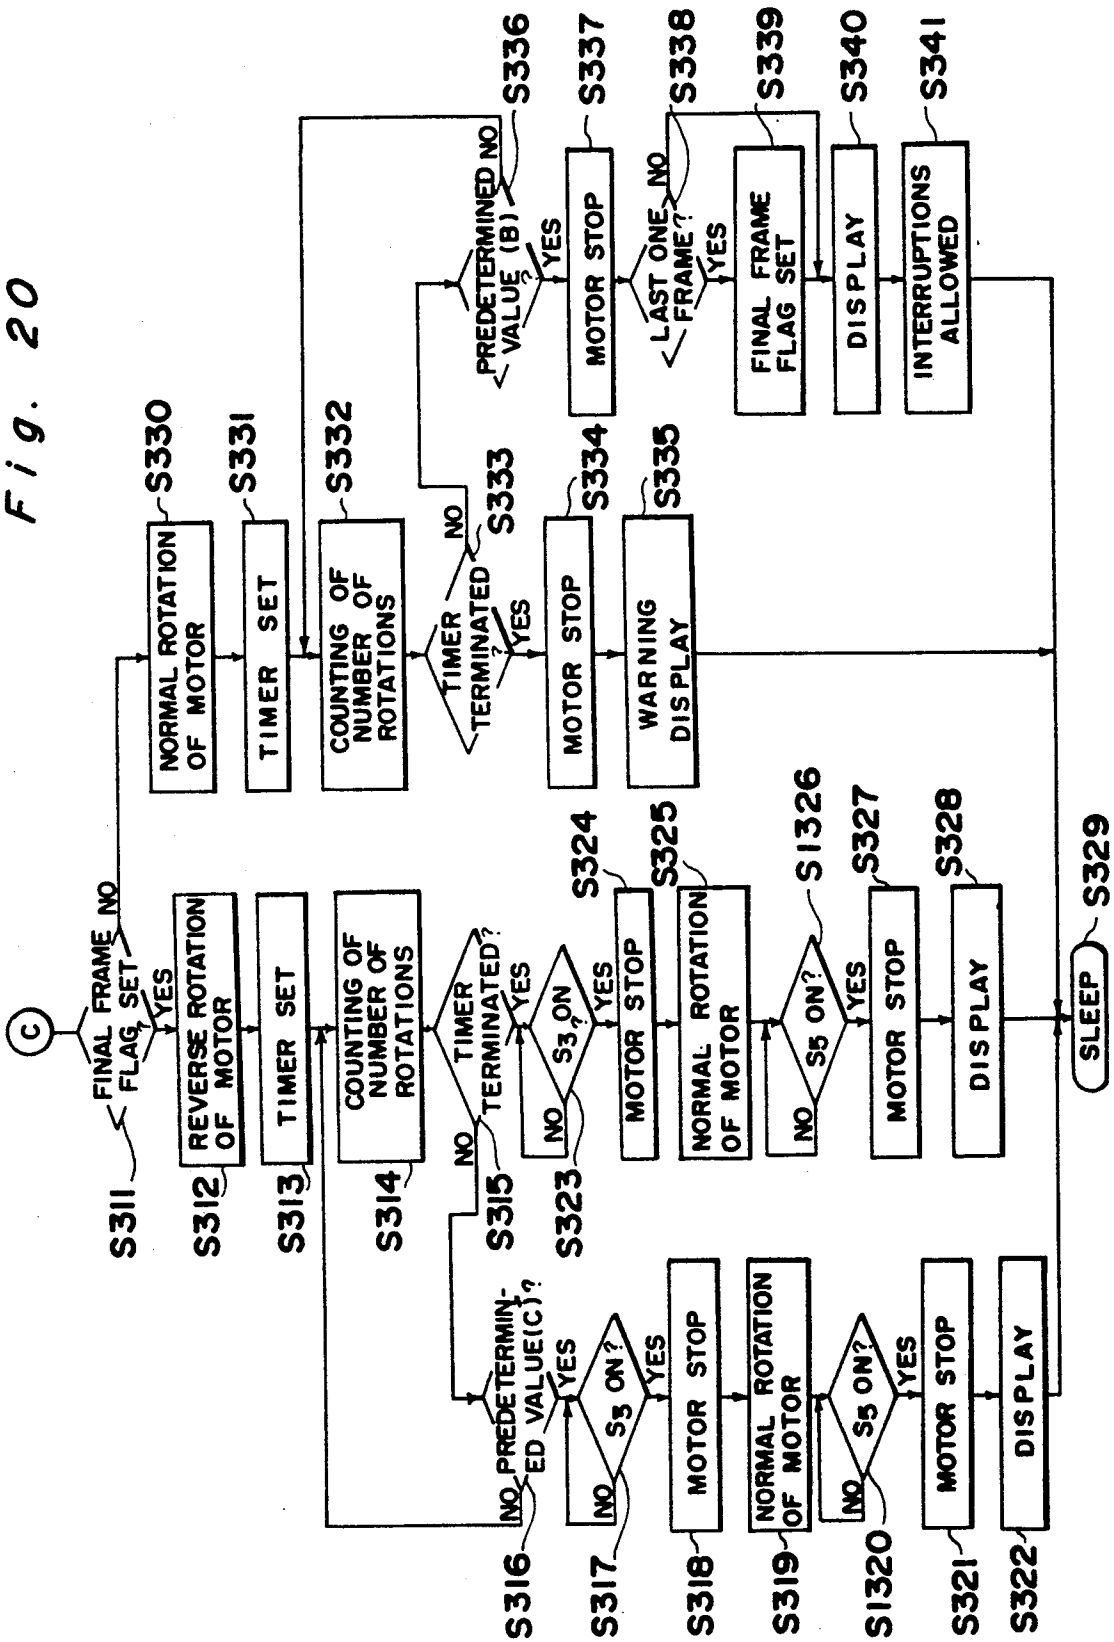 Fig. 20
C
FINAL FRAME
FLAG SET
?
NO
YES
S311
REVERSE ROTATION
OF MOTOR
S312
TIMER SET
S313
COUNTING OF
NUMBER OF
ROTATIONS
S314
TIMER
TERMINATED?
NO
YES
S315
PREDETERMIN-
ED VALUE(C)?
NO
YES
S316
S3 ON?
NO
YES
S317
MOTOR STOP
S318
NORMAL ROTATION
OF MOTOR
S319
S5 ON?
NO
YES
S1320
MOTOR STOP
S321
DISPLAY
S322
S3 ON
?
NO
YES
S323
MOTOR STOP
S324
NORMAL ROTATION
OF MOTOR
S325
S5 ON?
NO
YES
S1326
MOTOR STOP
S327
DISPLAY
S328
SLEEP
S329
NORMAL ROTATION
OF MOTOR
S330
TIMER SET
S331
COUNTING OF
NUMBER OF
ROTATIONS
S332
TIMER
TERMINATED
?
NO
YES
S333
MOTOR STOP
S334
WARNING
DISPLAY
S335
PREDETERMINED
VALUE (B)
?
NO
YES
S336
MOTOR STOP
S337
LAST ONE
FRAME?
NO
YES
S338
FINAL FRAME
FLAG SET
S339
DISPLAY
S340
INTERRUPTIONS
ALLOWED
S341